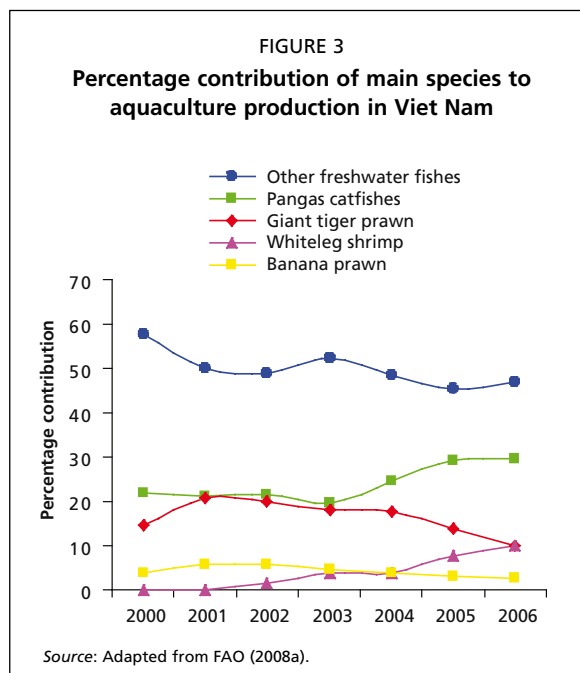 FIGURE 3
Percentage contribution of main species to
aquaculture production in Viet Nam
Other freshwater fishes
Pangas catfishes
Giant tiger prawn
Whiteleg shrimp
Banana prawn
Percentage contribution
70
60
50
40
30
20
10
0
2000 2001 2002 2003 2004 2005 2006
Source: Adapted from FAO (2008a).